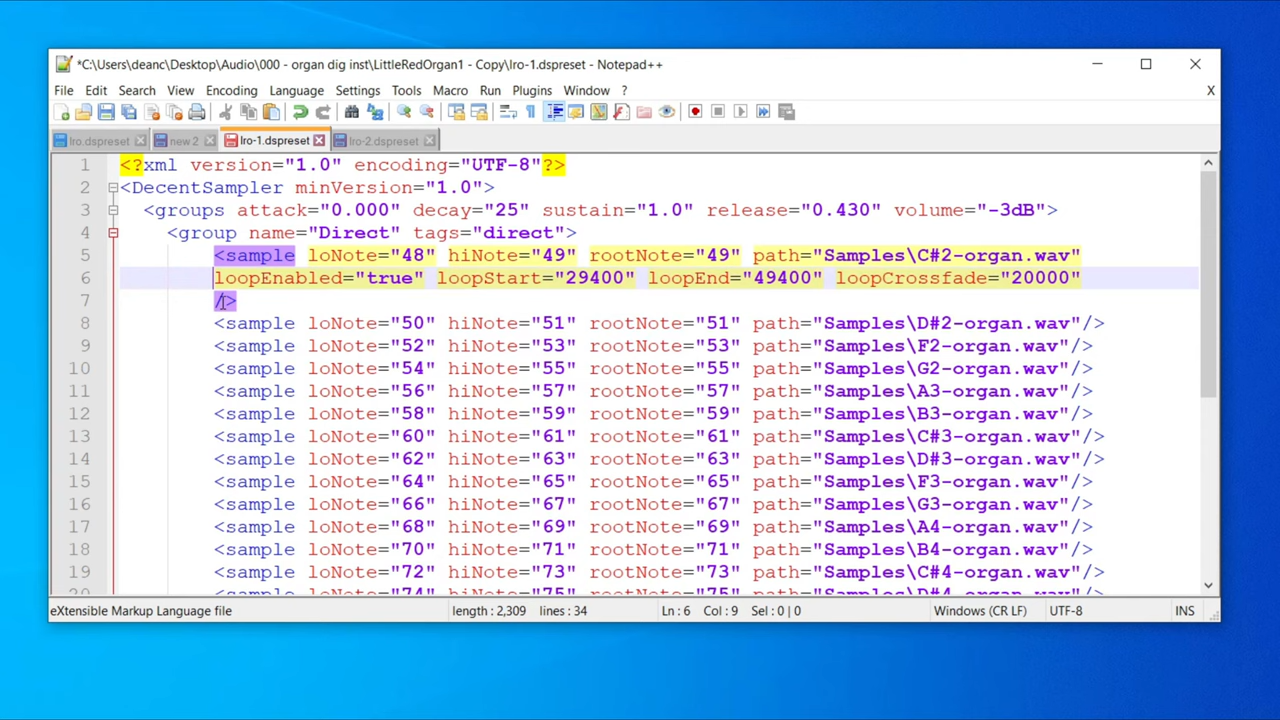 *C:\Users\deanc\Desktop\Audio\000 - organ dig inst\LittleRedOrgan1 - Copy\lro-1.dspreset - Notepad++
File Edit Search View Encoding Language Settings Tools Macro Run Plugins Window ? X
lro.dspreset new 2 lro-1.dspreset lro-2.dspreset
1 <?xml version="1.0" encoding="UTF-8"?>
2 <DecentSampler minVersion="1.0">
3 <groups attack="0.000" decay="25" sustain="1.0" release="0.430" volume="-3dB">
4 <group name="Direct" tags="direct">
5 <sample loNote="48" hiNote="49" rootNote="49" path="Samples\C#2-organ.wav"
6 loopEnabled="true" loopStart="29400" loopEnd="49400" loopCrossfade="20000"
7 />
8 <sample loNote="50" hiNote="51" rootNote="51" path="Samples\D#2-organ.wav"/>
9 <sample loNote="52" hiNote="53" rootNote="53" path="Samples\F2-organ.wav"/>
10 <sample loNote="54" hiNote="55" rootNote="55" path="Samples\G2-organ.wav"/>
11 <sample loNote="56" hiNote="57" rootNote="57" path="Samples\A3-organ.wav"/>
12 <sample loNote="58" hiNote="59" rootNote="59" path="Samples\B3-organ.wav"/>
13 <sample loNote="60" hiNote="61" rootNote="61" path="Samples\C#3-organ.wav"/>
14 <sample loNote="62" hiNote="63" rootNote="63" path="Samples\D#3-organ.wav"/>
15 <sample loNote="64" hiNote="65" rootNote="65" path="Samples\F3-organ.wav"/>
16 <sample loNote="66" hiNote="67" rootNote="67" path="Samples\G3-organ.wav"/>
17 <sample loNote="68" hiNote="69" rootNote="69" path="Samples\A4-organ.wav"/>
18 <sample loNote="70" hiNote="71" rootNote="71" path="Samples\B4-organ.wav"/>
19 <sample loNote="72" hiNote="73" rootNote="73" path="Samples\C#4-organ.wav"/>
20 <sample loNote="74" hiNote="75" rootNote="75" path="Samples\D#4-organ.wav"/>
eXtensible Markup Language file length : 2,309 lines : 34 Ln : 6 Col : 9 Sel : 0 | 0 Windows (CR LF) UTF-8 INS